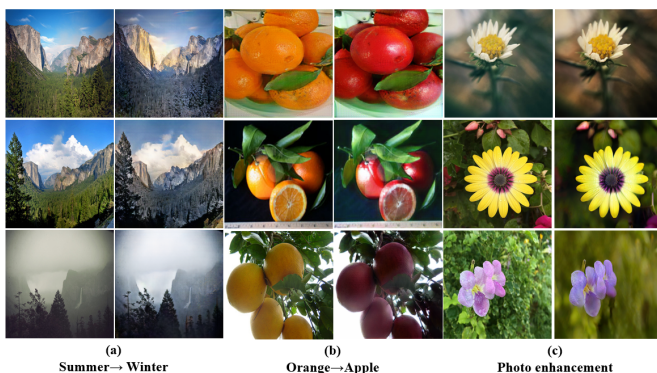 (a)
(b)
(c)
Summer→ Winter
Orange→Apple
Photo enhancement